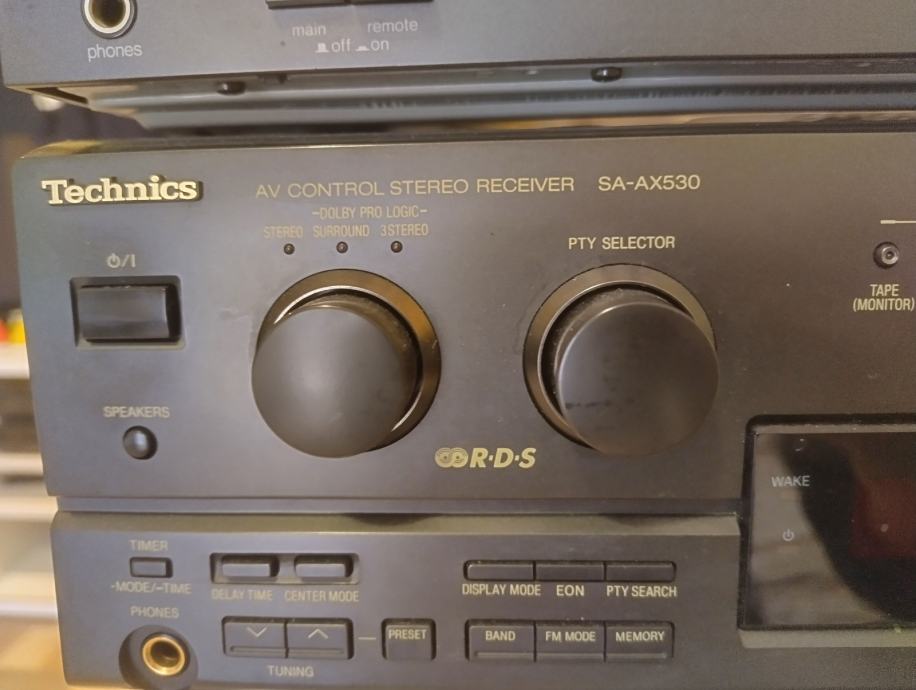 phones
main remote
off on
Technics
AV CONTROL STEREO RECEIVER SA-AX530
-DOLBY PRO LOGIC-
STEREO SURROUND 3STEREO
PTY SELECTOR
⏻/I
TAPE
(MONITOR)
SPEAKERS
R·D·S
WAKE
⏻
TIMER
-MODE/-TIME
DELAY TIME CENTER MODE
DISPLAY MODE EON PTY SEARCH
PHONES
PRESET
BAND FM MODE MEMORY
TUNING